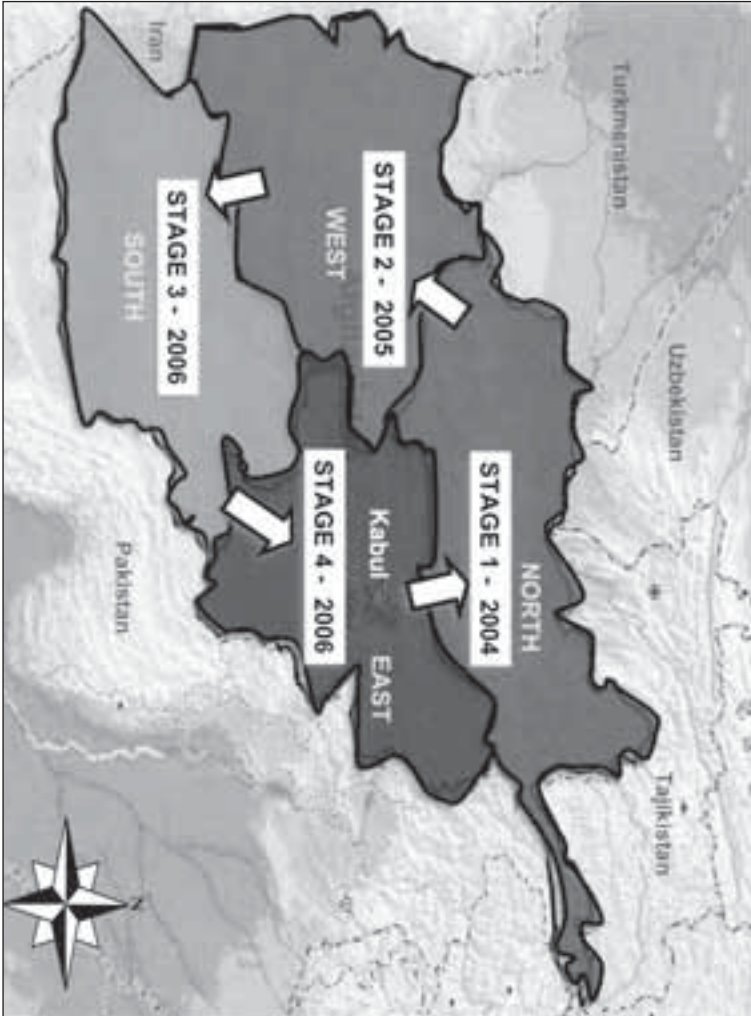 Turkmenistan
Uzbekistan
Tajikistan
NORTH
STAGE 1 - 2004
Iran
STAGE 2 - 2005
WEST
Kabul
EAST
STAGE 4 - 2006
STAGE 3 - 2006
SOUTH
Pakistan
N